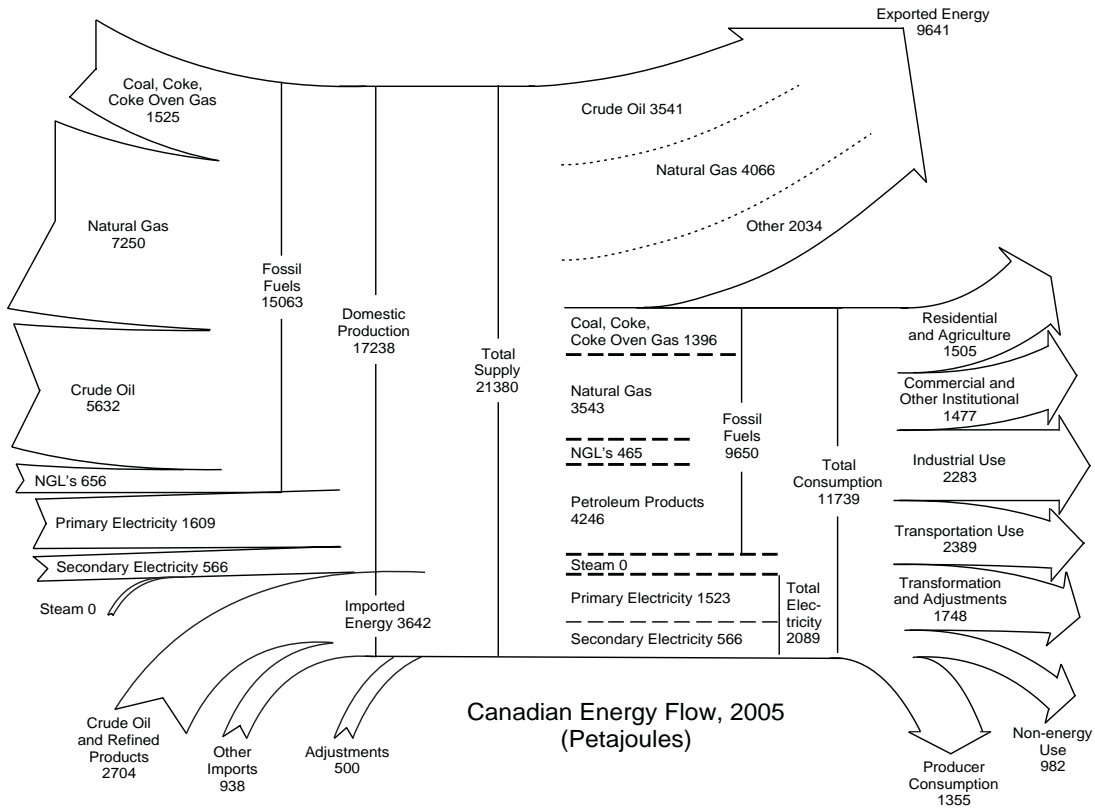 Exported Energy
9641
Coal, Coke,
Coke Oven Gas
1525
Crude Oil 3541
Natural Gas 4066
Natural Gas
7250
Other 2034
Fossil
Fuels
15063
Domestic
Production
17238
Total
Supply
21380
Coal, Coke,
Coke Oven Gas 1396
Residential
and Agriculture
1505
Crude Oil
5632
Natural Gas
3543
Commercial and
Other Institutional
1477
Fossil
Fuels
9650
NGL's 465
Total
Consumption
11739
Industrial Use
2283
NGL's 656
Petroleum Products
4246
Primary Electricity 1609
Transportation Use
2389
Secondary Electricity 566
Steam 0
Steam 0
Imported
Energy 3642
Primary Electricity 1523
Total
Elec-
tricity
2089
Transformation
and Adjustments
1748
Secondary Electricity 566
Canadian Energy Flow, 2005
(Petajoules)
Crude Oil
and Refined
Products
2704
Other
Imports
938
Adjustments
500
Non-energy
Use
982
Producer
Consumption
1355